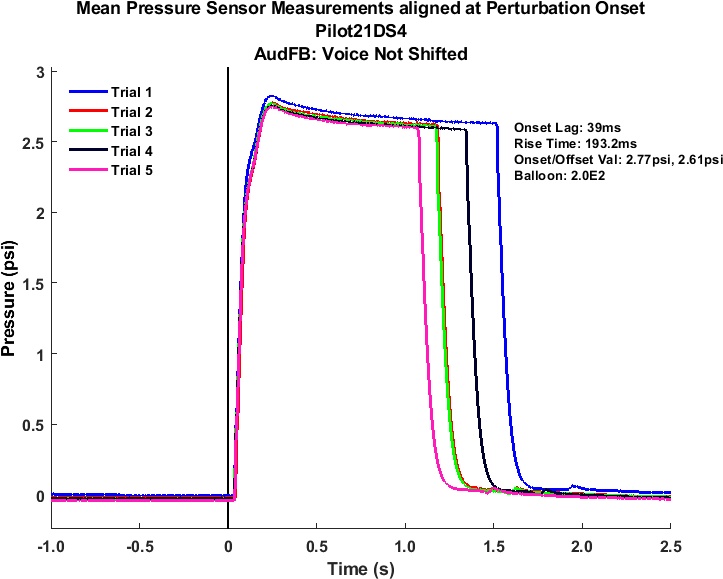 Mean Pressure Sensor Measurements aligned at Perturbation Onset
Pilot21DS4
AudFB: Voice Not Shifted
Trial 1
Trial 2
Trial 3
Trial 4
Trial 5
Onset Lag: 39ms
Rise Time: 193.2ms
Onset/Offset Val: 2.77psi, 2.61psi
Balloon: 2.0E2
Pressure (psi)
3
2.5
2
1.5
1
0.5
0
-1.0 -0.5 0 0.5 1.0 1.5 2.0 2.5
Time (s)